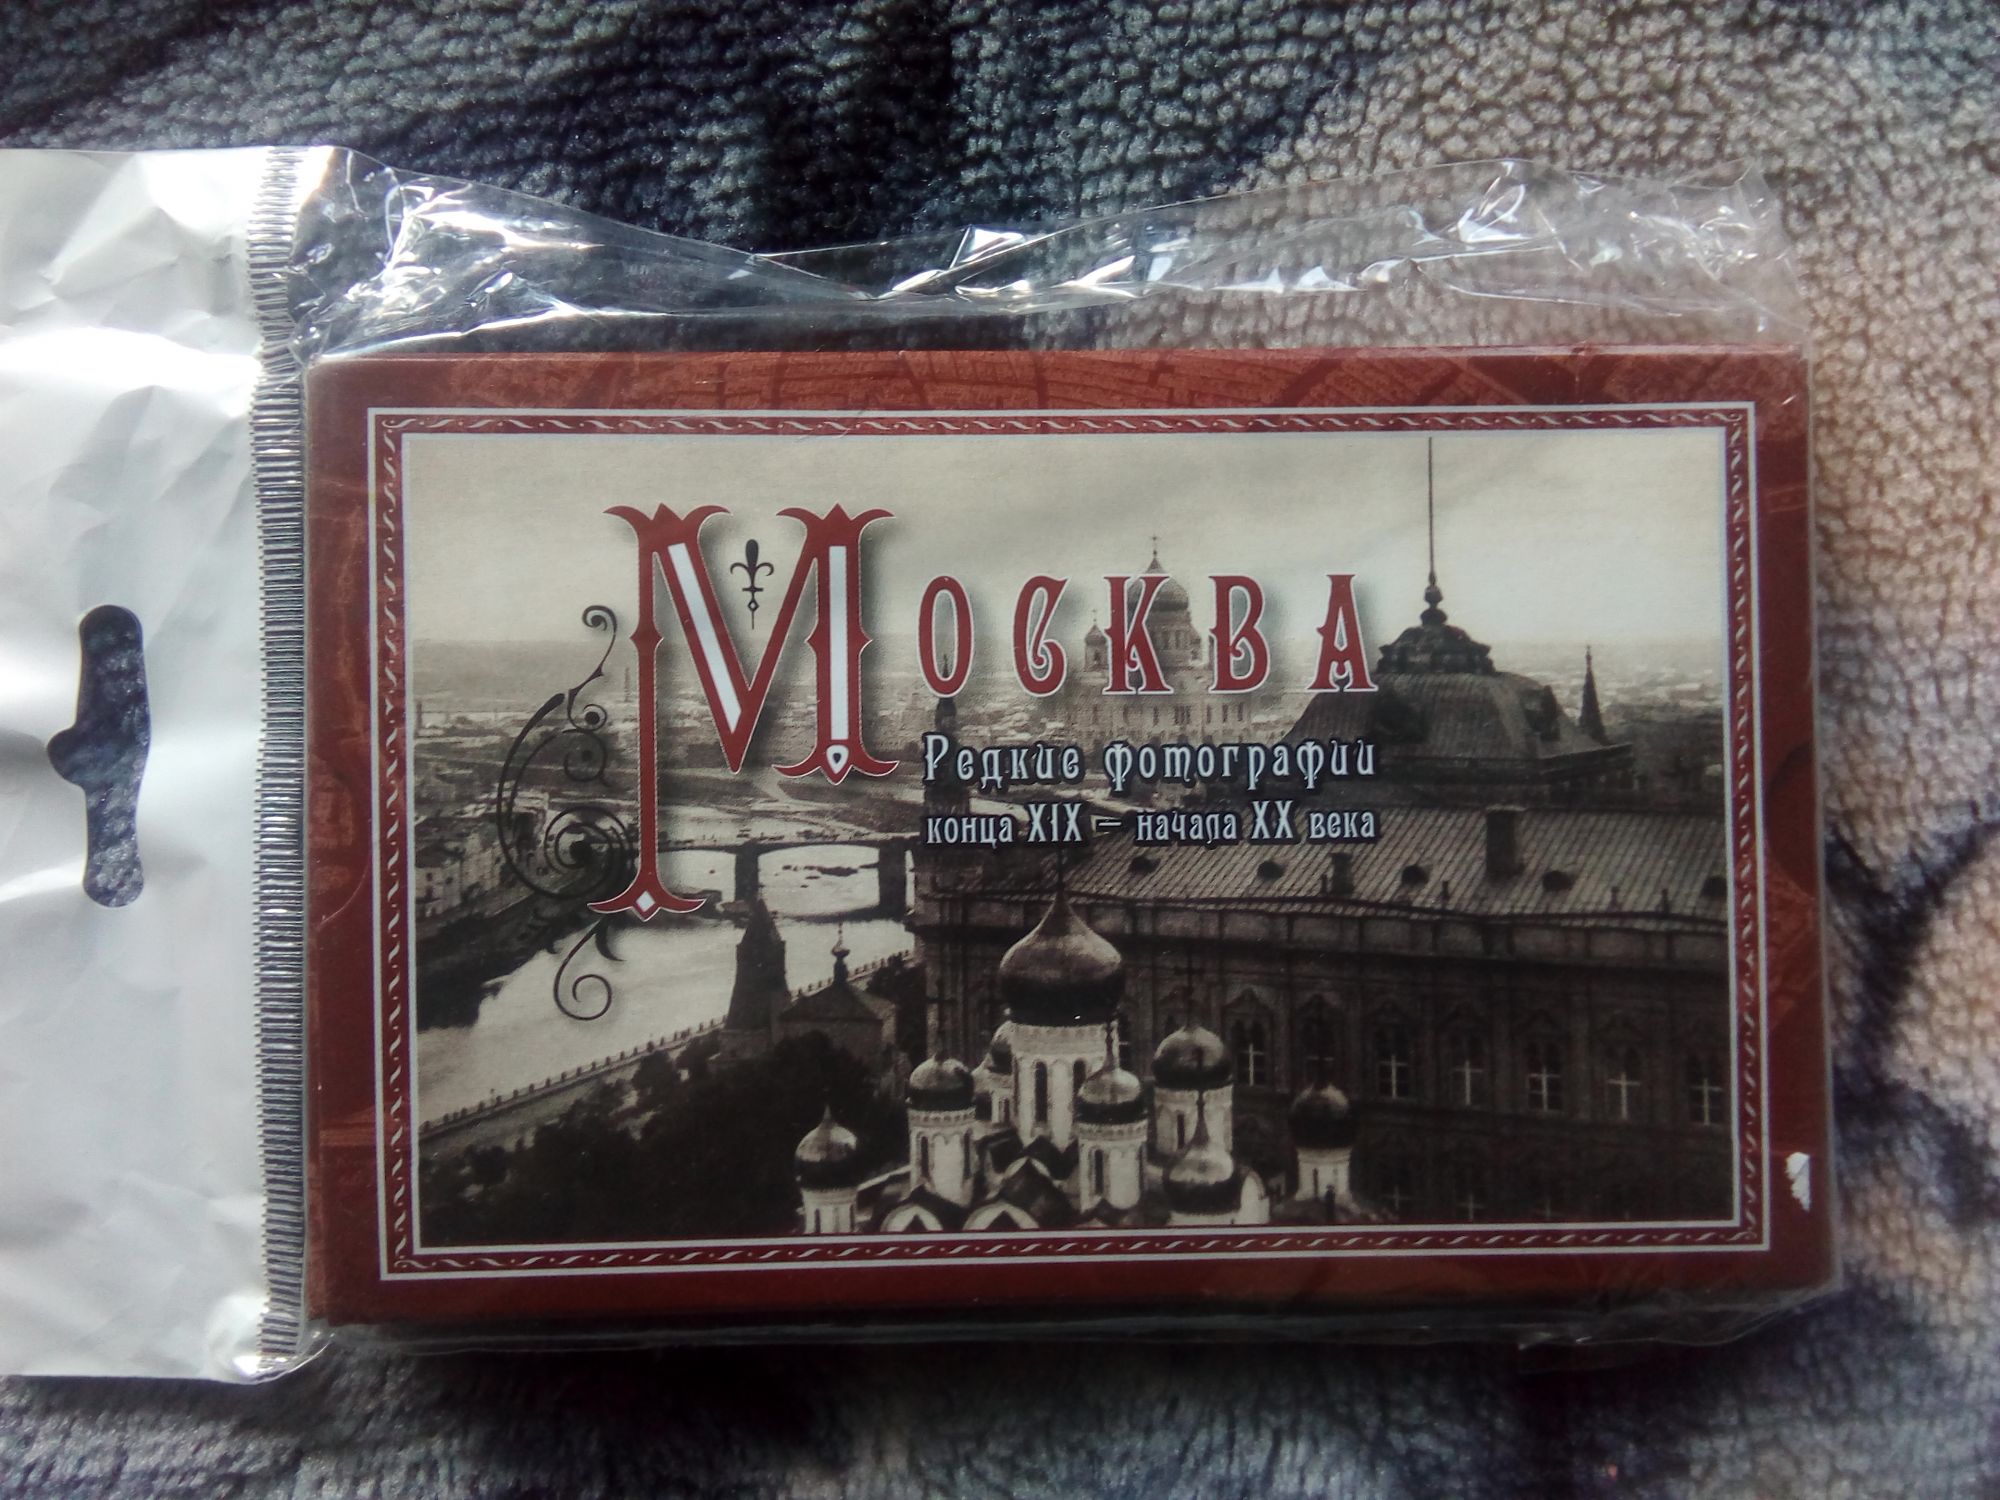 Москва
Редкие фотографии
конца XIX – начала XX века